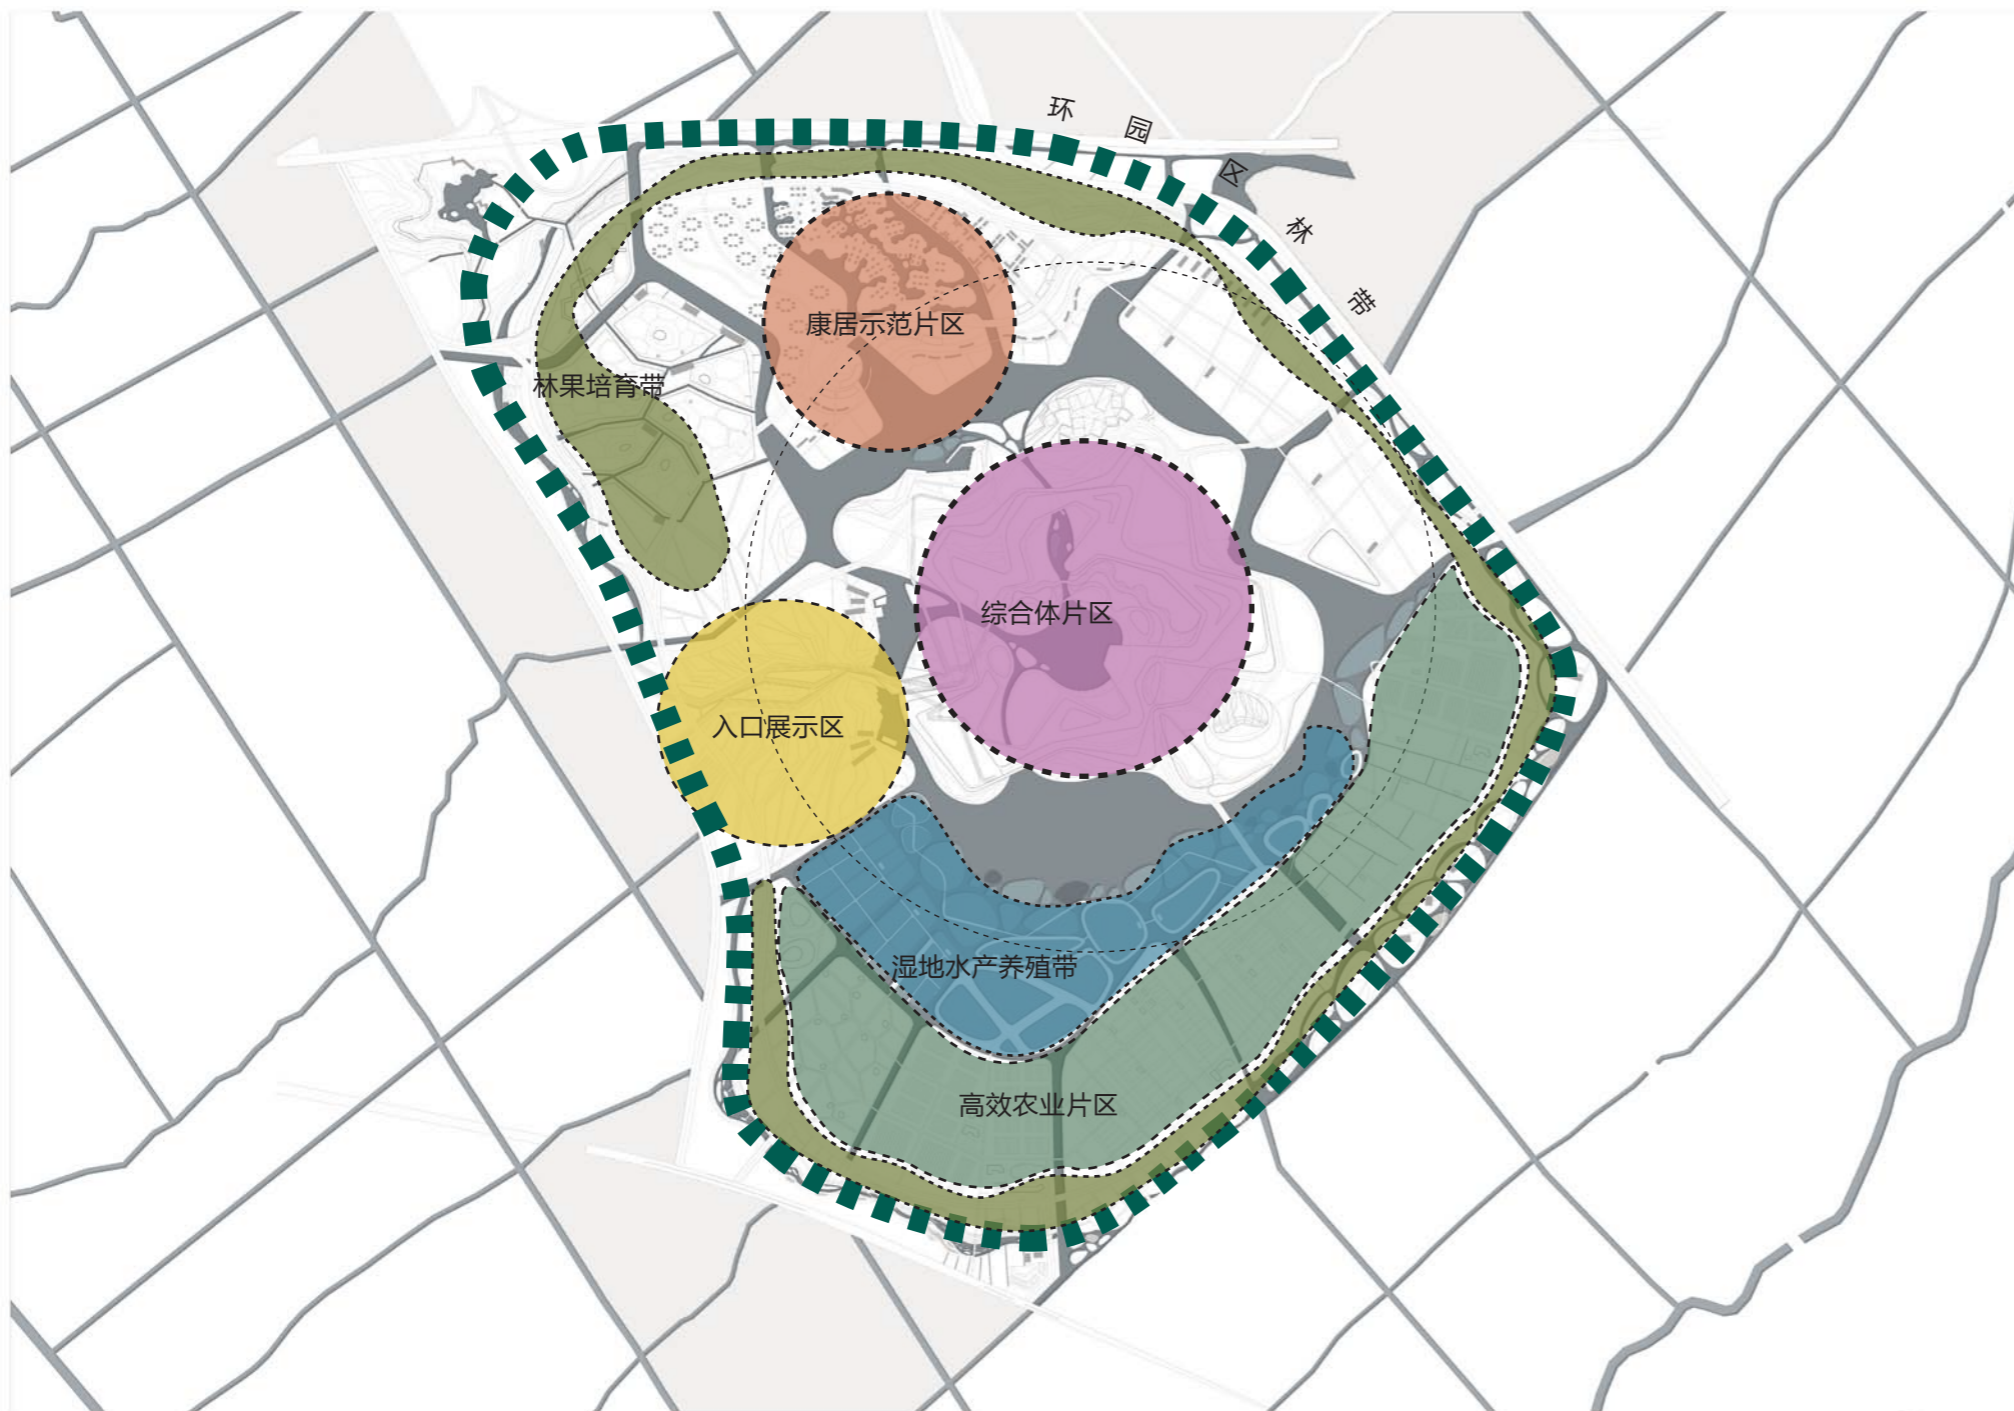 环园区林带
康居示范片区
林果培育带
综合体片区
入口展示区
湿地水产养殖带
高效农业片区